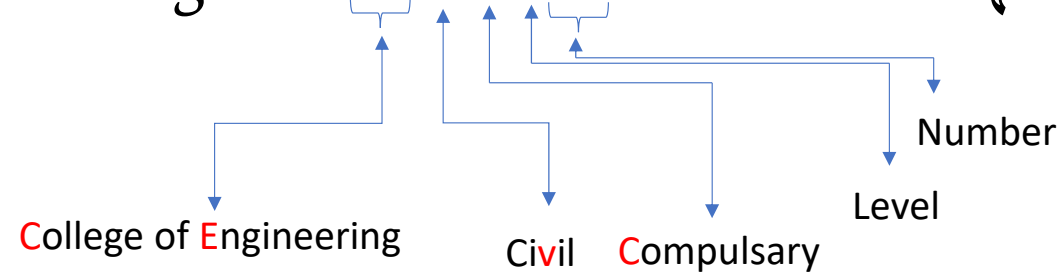 Number
Level
College of Engineering
Civil
Compulsary